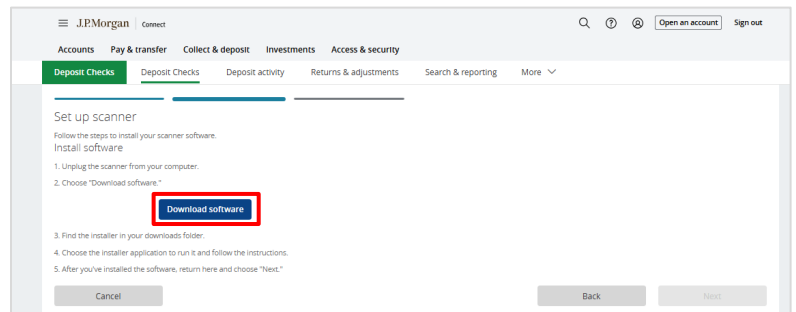 J.P.Morgan Connect Open an account Sign out
Accounts Pay & transfer Collect & deposit Investments Access & security
Deposit Checks Deposit Checks Deposit activity Returns & adjustments Search & reporting More
Set up scanner
Follow the steps to install your scanner software.
Install software
1. Unplug the scanner from your computer.
2. Choose "Download software."
Download software
3. Find the installer in your downloads folder.
4. Choose the installer application to run it and follow the instructions.
5. After you've installed the software, return here and choose "Next."
Cancel Back Next